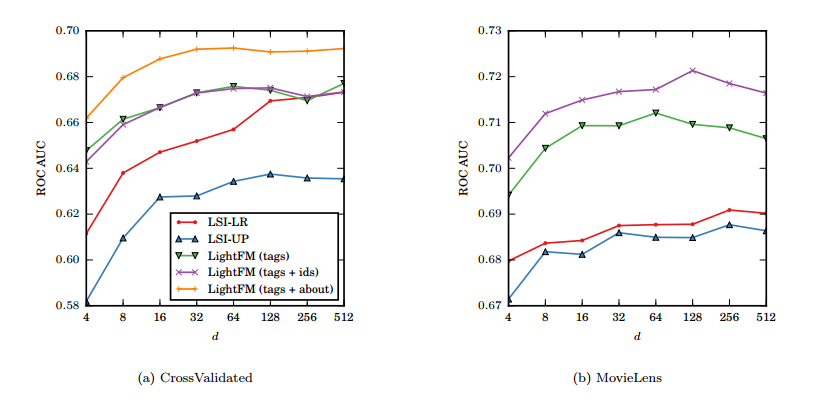 0.70
0.68
0.66
0.64
0.62
0.60
0.58
ROC AUC
LSI-LR
LSI-UP
LightFM (tags)
LightFM (tags + ids)
LightFM (tags + about)
4 8 16 32 64 128 256 512
d
(a) CrossValidated
0.73
0.72
0.71
0.70
0.69
0.68
0.67
ROC AUC
4 8 16 32 64 128 256 512
d
(b) MovieLens